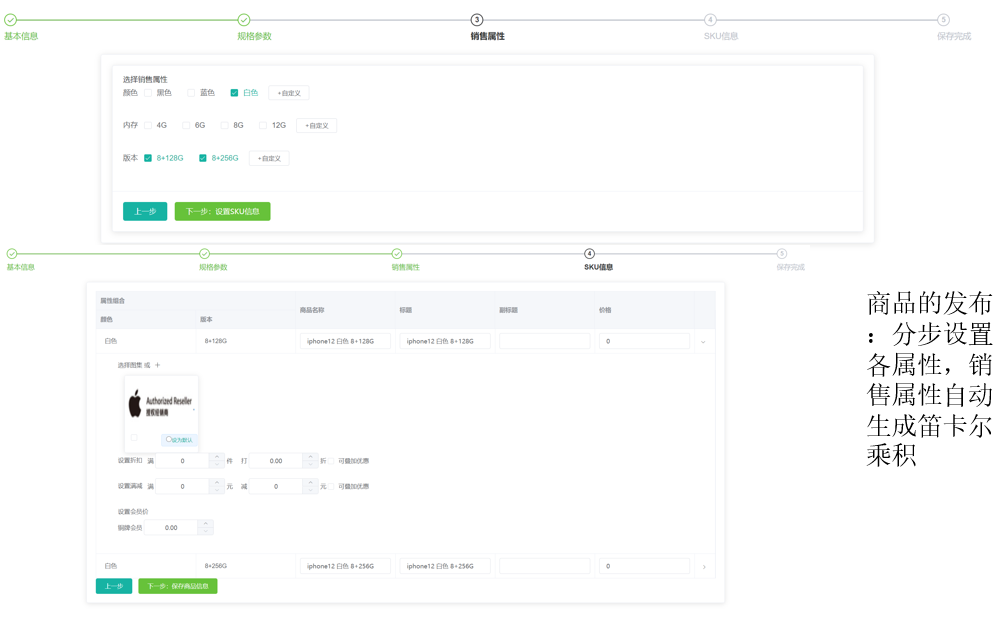 3 4 5
基本信息 规格参数 销售属性 SKU信息 保存完成
选择销售属性
颜色 黑色 蓝色 白色 +自定义
内存 4G 6G 8G 12G +自定义
版本 8+128G 8+256G +自定义
上一步 下一步：设置SKU信息
4 5
基本信息 规格参数 销售属性 SKU信息 保存完成
属性组合 商品名称 标题 副标题 价格
颜色 版本
白色 8+128G iphone12 白色 8+128G iphone12 白色 8+128G 0
选择图集 或 +
Authorized Reseller
授权经销商
设为默认
设置折扣 满 0 件 打 0.00 折 可叠加优惠
设置满减 满 0 元 减 0 元 可叠加优惠
设置会员价
铜牌会员 0.00
白色 8+256G iphone12 白色 8+256G iphone12 白色 8+256G 0
上一步 下一步：保存商品信息
商品的发布
：分步设置
各属性，销
售属性自动
生成笛卡尔
乘积